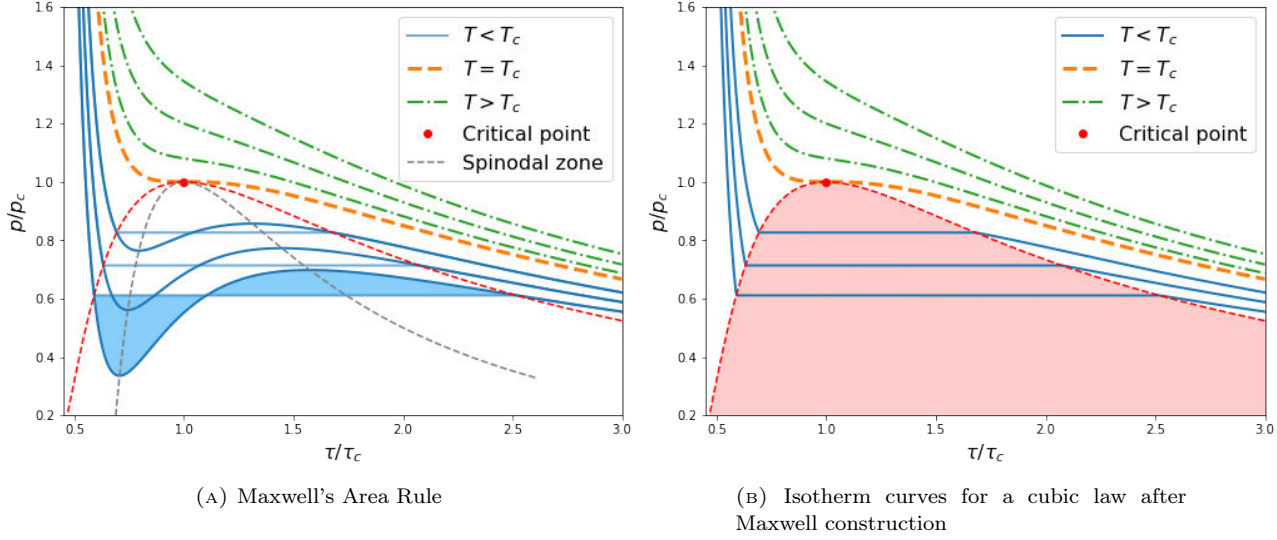 1.6
1.4
1.2
1.0
0.8
0.6
0.4
0.2
p/p_c
0.5 1.0 1.5 2.0 2.5 3.0
τ/τ_c
T < T_c
T = T_c
T > T_c
Critical point
Spinodal zone
(A) Maxwell's Area Rule
1.6
1.4
1.2
1.0
0.8
0.6
0.4
0.2
p/p_c
0.5 1.0 1.5 2.0 2.5 3.0
τ/τ_c
T < T_c
T = T_c
T > T_c
Critical point
(B) Isotherm curves for a cubic law after
Maxwell construction